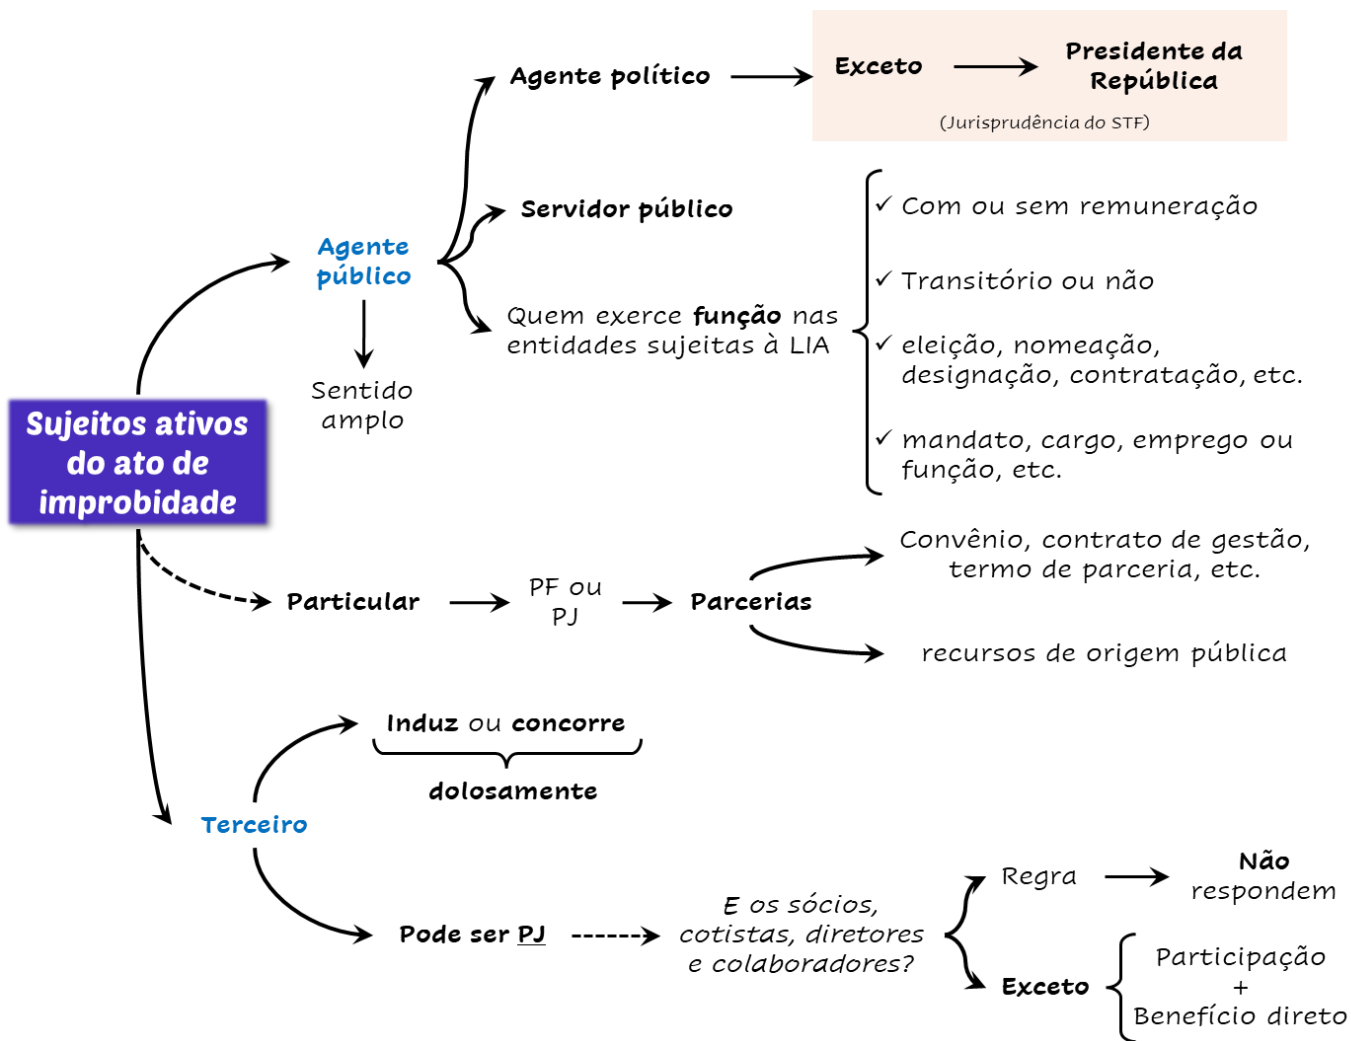 Sujeitos ativos
do ato de
improbidade
Agente
público
Sentido
amplo
Agente político
Exceto
Presidente da
República
(Jurisprudência do STF)
Servidor público
Quem exerce função nas
entidades sujeitas à LIA
✓ Com ou sem remuneração
✓ Transitório ou não
✓ eleição, nomeação,
designação, contratação, etc.
✓ mandato, cargo, emprego ou
função, etc.
Particular
PF ou
PJ
Parcerias
Convênio, contrato de gestão,
termo de parceria, etc.
recursos de origem pública
Terceiro
Induz ou concorre
dolosamente
Pode ser PJ
E os sócios,
cotistas, diretores
e colaboradores?
Regra
Não
respondem
Exceto
Participação
+
Benefício direto